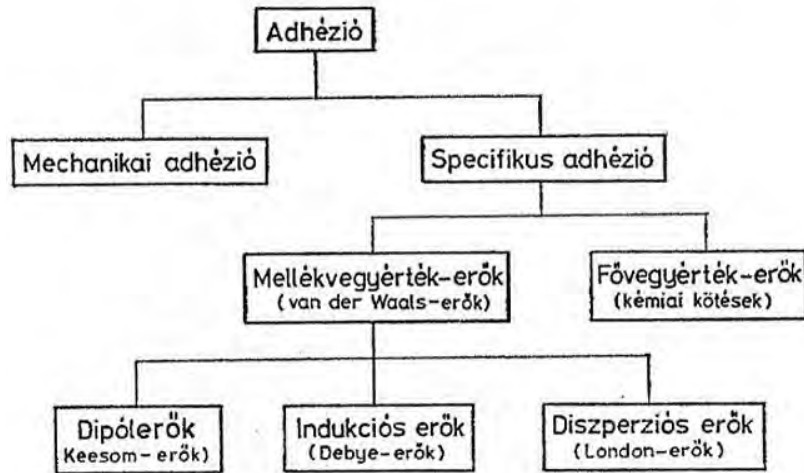 Adhézió
Mechanikai adhézió
Specifikus adhézió
Mellékvegyérték-erők
(van der Waals-erők)
Fővegyérték-erők
(kémiai kötések)
Dipólerők
Keesom-erők)
Indukciós erők
(Debye-erők)
Diszperziós erők
(London-erők)